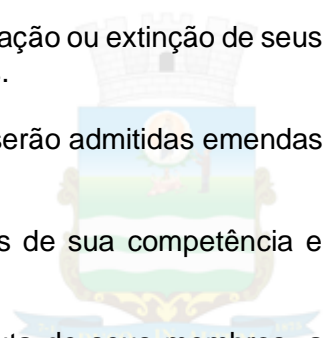 ação ou extinção de seus
.
serão admitidas emendas
s de sua competência e